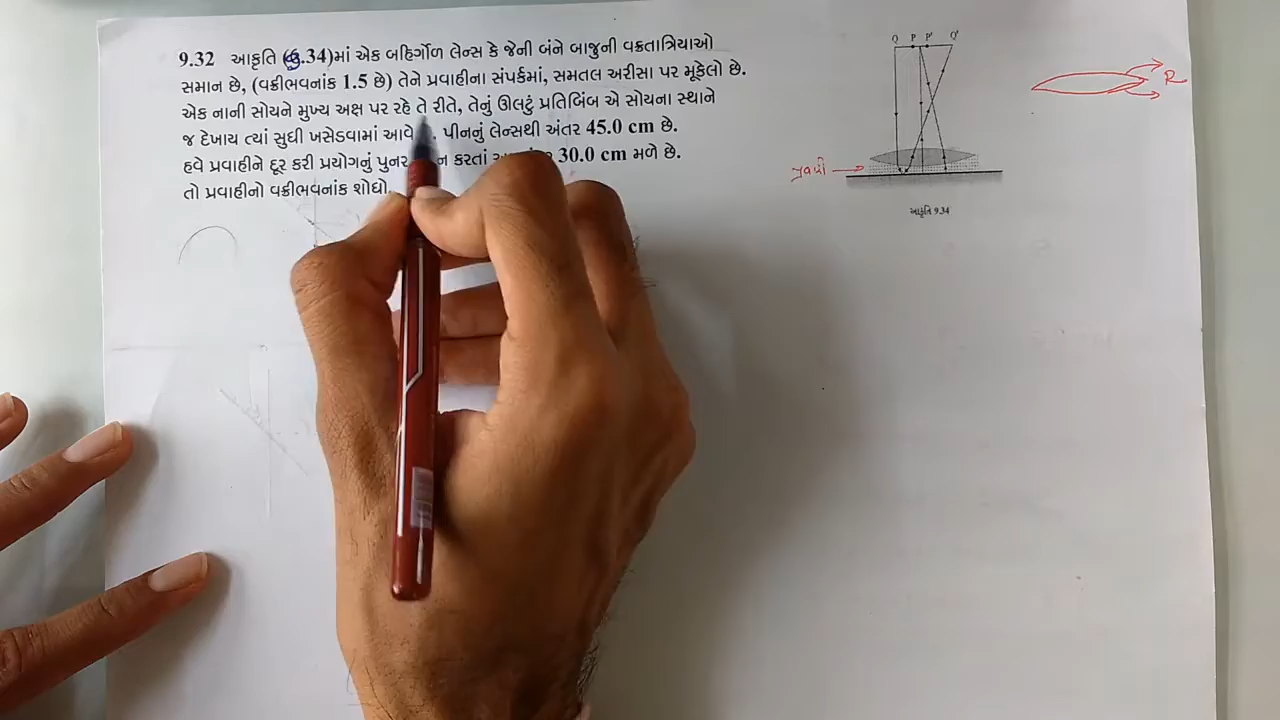 9.32 આકૃતિ (9.34)માં એક બહિર્ગોળ લેન્સ કે જેની બંને બાજુની વક્રતાત્રિયાઓ
સમાન છે, (વક્રીભવનાંક 1.5 છે) તેને પ્રવાહીના સંપર્કમાં, સમતલ અરીસા પર મૂકેલો છે.
એક નાની સોયને મુખ્ય અક્ષ પર રહે તે રીતે, તેનું ઊલટું પ્રતિબિંબ એ સોયના સ્થાને
જ દેખાય ત્યાં સુધી ખસેડવામાં આવે પીનનું લેન્સથી અંતર 45.0 cm છે.
હવે પ્રવાહીને દૂર કરી પ્રયોગનું કરતાં 30.0 cm મળે છે.
તો પ્રવાહીનો વક્રીભવનાંક શોધો.
Q P P' Q'
R
પ્રવાહી
આકૃતિ 9.34